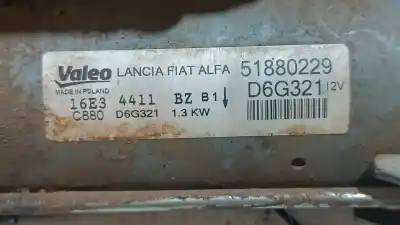 Valeo LANCIA FIAT ALFA 51880229
MADE IN POLAND D6G321 12V
16E3 4411 BZ B1↓
C880 D6G321 1.3 KW